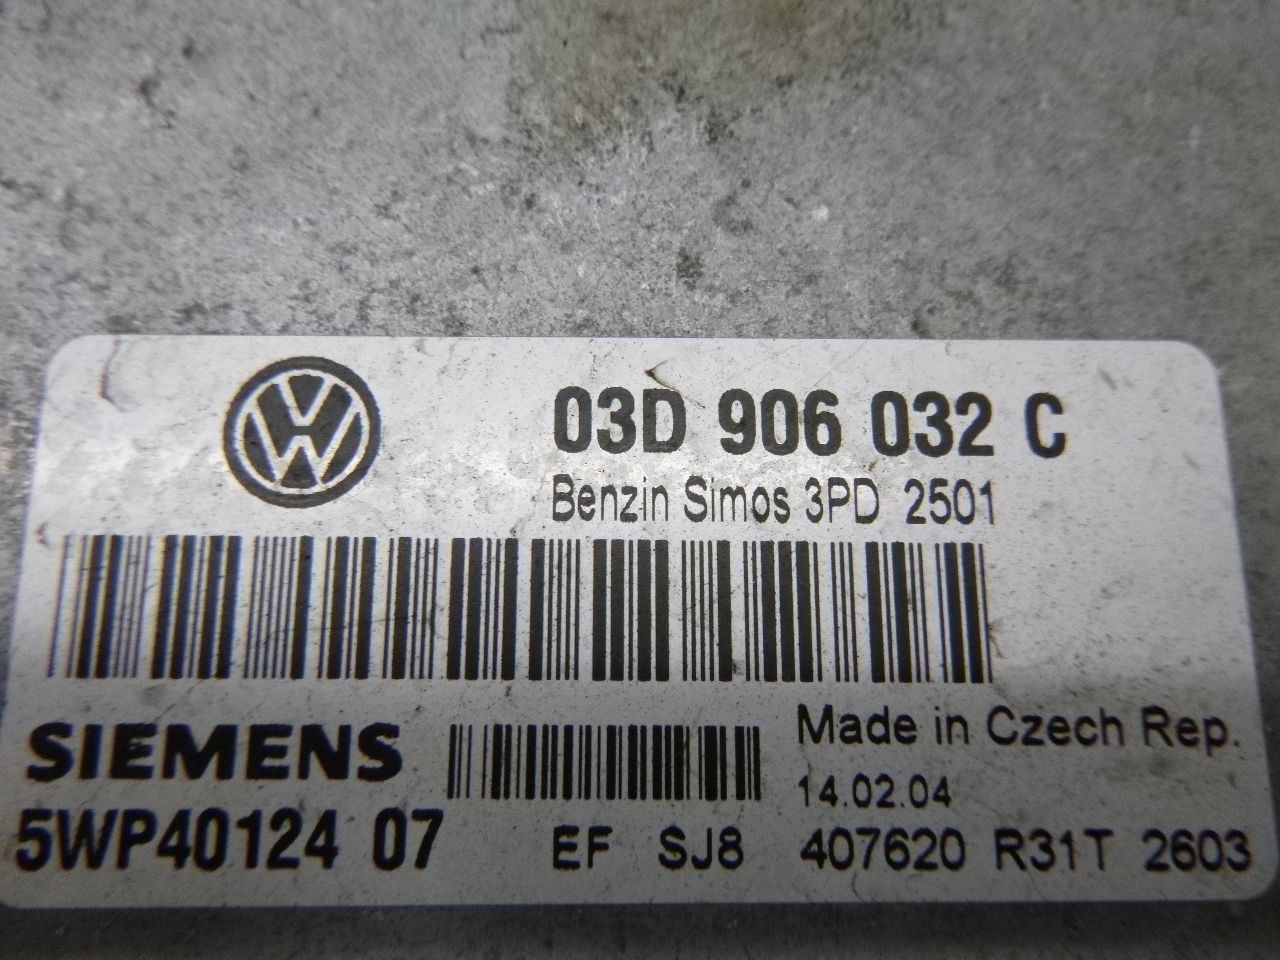 03D 906 032 C
Benzin Simos 3PD 2501
SIEMENS
Made in Czech Rep.
14.02.04
5WP40124 07
EF SJ8 407620 R31T 2603